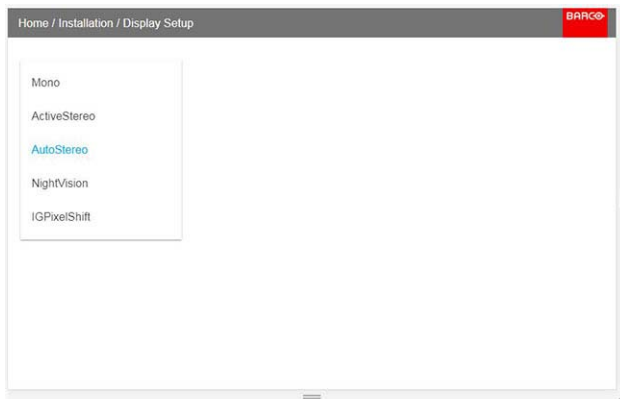 Home / Installation / Display Setup
BARCO
Mono
ActiveStereo
AutoStereo
NightVision
IGPixelShift